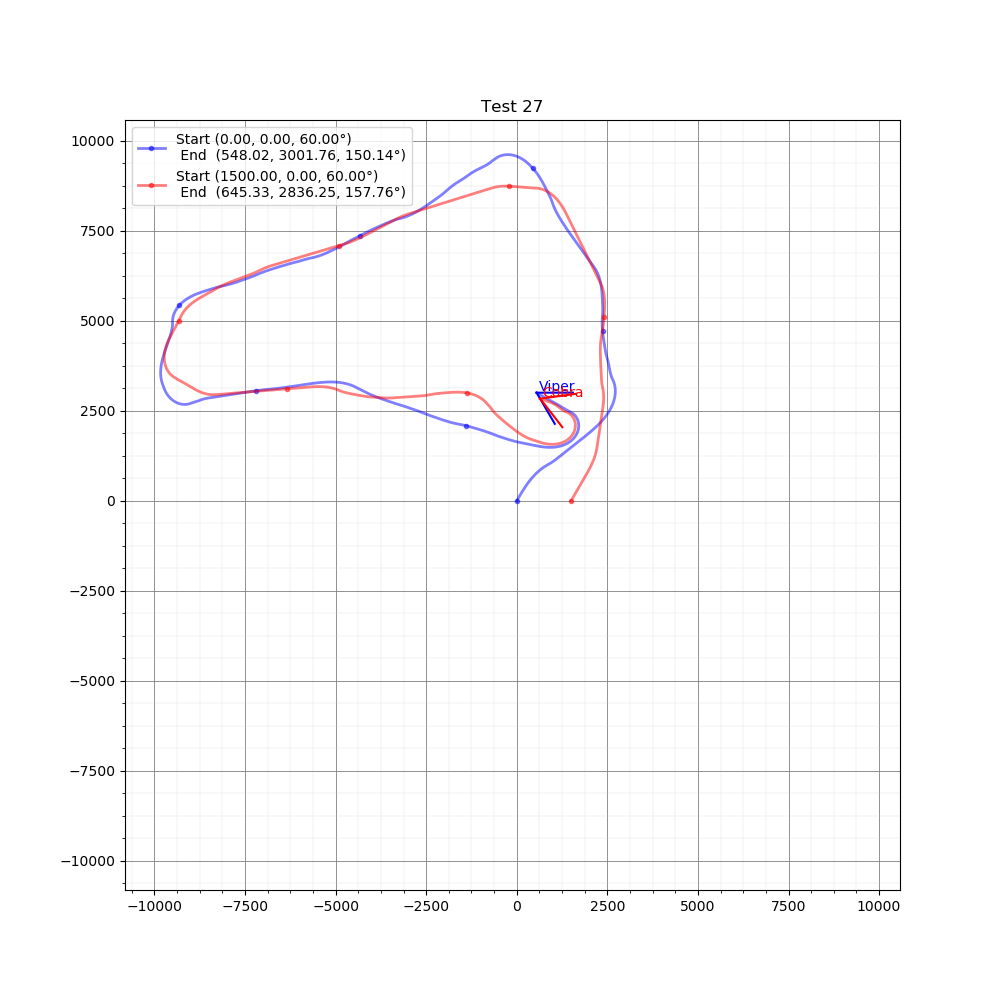 Test 27
Start (0.00, 0.00, 60.00°)
End (548.02, 3001.76, 150.14°)
Start (1500.00, 0.00, 60.00°)
End (645.33, 2836.25, 157.76°)
10000
7500
5000
2500
0
−2500
−5000
−7500
−10000
Viper
−10000 −7500 −5000 −2500 0 2500 5000 7500 10000